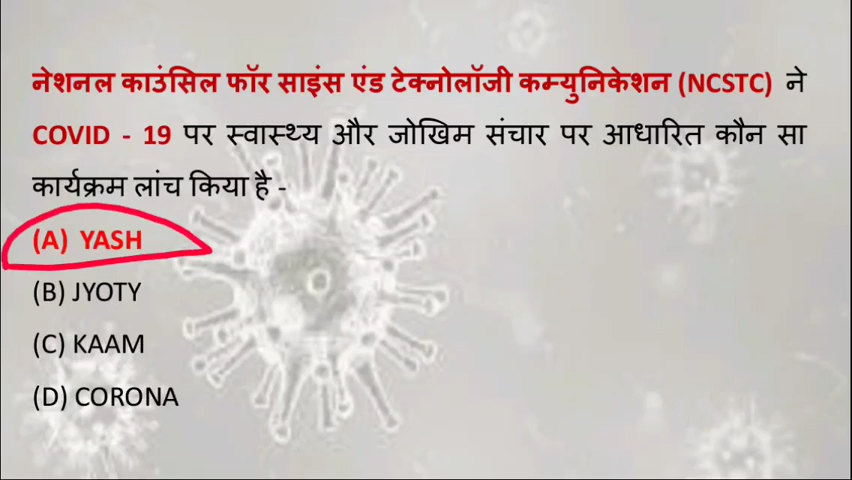 नेशनल काउंसिल फॉर साइंस एंड टेक्नोलॉजी कम्युनिकेशन (NCSTC) ने
COVID - 19 पर स्वास्थ्य और जोखिम संचार पर आधारित कौन सा
कार्यक्रम लांच किया है -
(A) YASH
(B) JYOTY
(C) KAAM
(D) CORONA